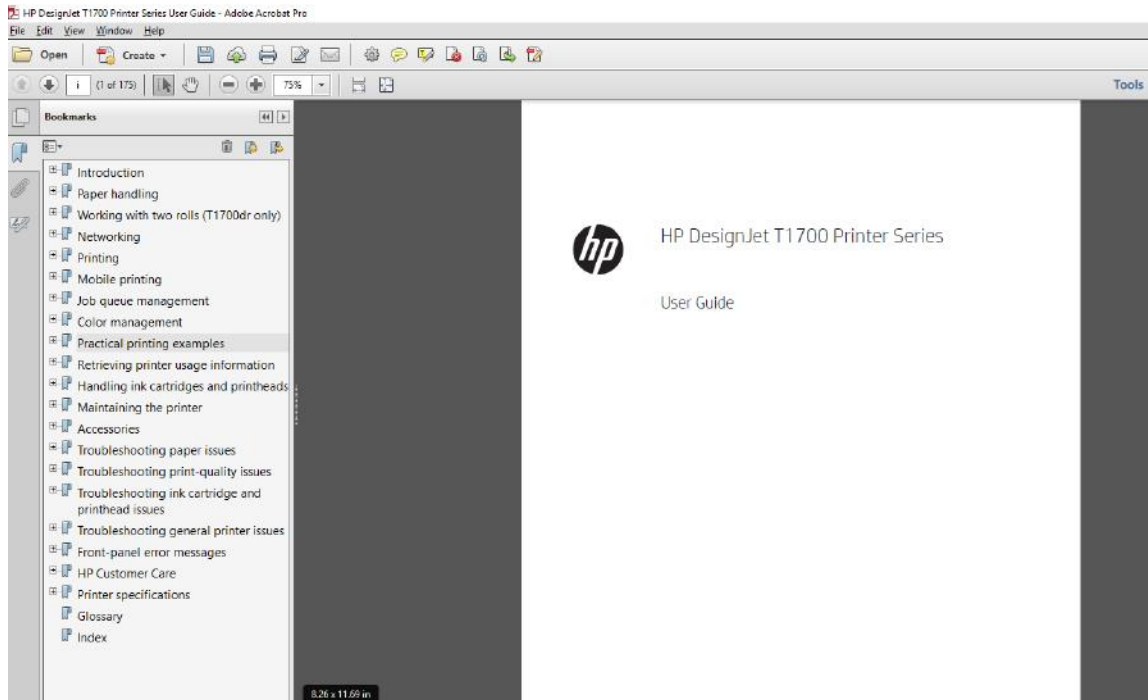 HP DesignJet T1700 Printer Series User Guide - Adobe Acrobat Pro
File Edit View Window Help
Open Create
i (1 of 175) 75% Tools
Bookmarks
Introduction
Paper handling
Working with two rolls (T1700dr only)
Networking
Printing
Mobile printing
Job queue management
Color management
Practical printing examples
Retrieving printer usage information
Handling ink cartridges and printheads
Maintaining the printer
Accessories
Troubleshooting paper issues
Troubleshooting print-quality issues
Troubleshooting ink cartridge and
printhead issues
Troubleshooting general printer issues
Front-panel error messages
HP Customer Care
Printer specifications
Glossary
Index
8.26 x 11.69 in
hp
HP DesignJet T1700 Printer Series
User Guide